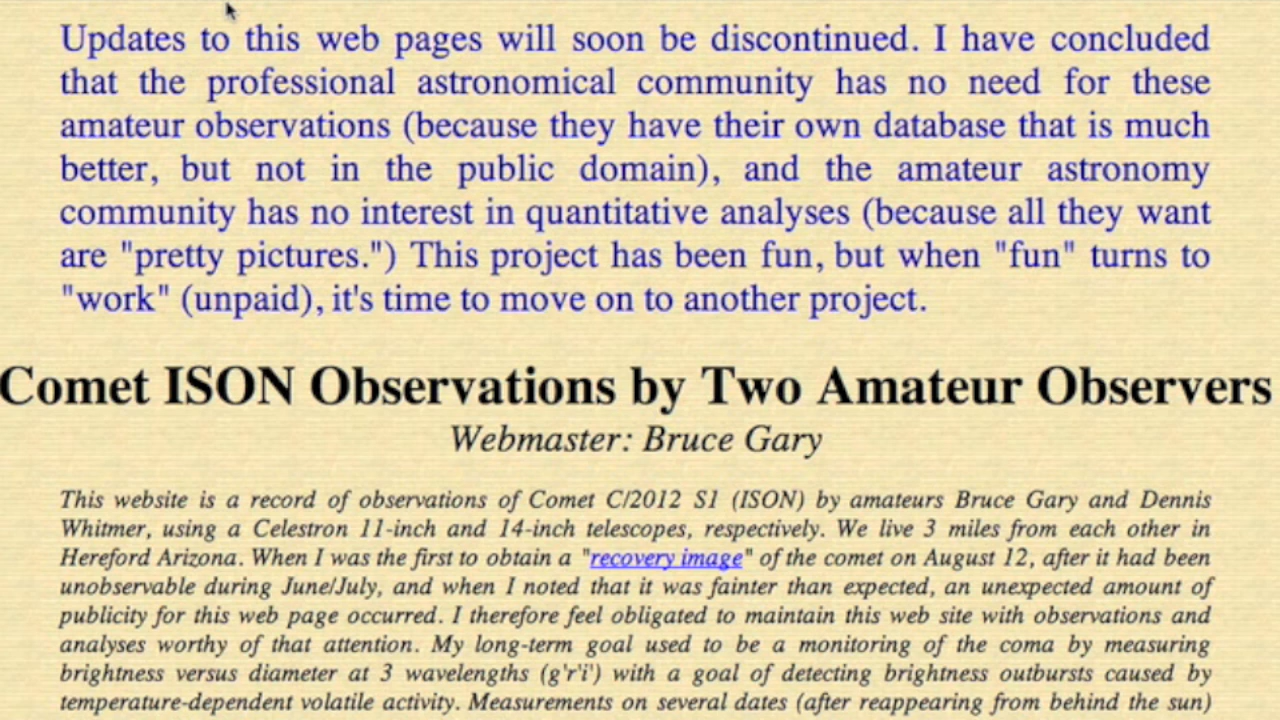 Updates to this web pages will soon be discontinued. I have concluded
that the professional astronomical community has no need for these
amateur observations (because they have their own database that is much
better, but not in the public domain), and the amateur astronomy
community has no interest in quantitative analyses (because all they want
are "pretty pictures.") This project has been fun, but when "fun" turns to
"work" (unpaid), it's time to move on to another project.
Comet ISON Observations by Two Amateur Observers
Webmaster: Bruce Gary
This website is a record of observations of Comet C/2012 S1 (ISON) by amateurs Bruce Gary and Dennis
Whitmer, using a Celestron 11-inch and 14-inch telescopes, respectively. We live 3 miles from each other in
Hereford Arizona. When I was the first to obtain a "recovery image" of the comet on August 12, after it had been
unobservable during June/July, and when I noted that it was fainter than expected, an unexpected amount of
publicity for this web page occurred. I therefore feel obligated to maintain this web site with observations and
analyses worthy of that attention. My long-term goal used to be a monitoring of the coma by measuring
brightness versus diameter at 3 wavelengths (g'r'i') with a goal of detecting brightness outbursts caused by
temperature-dependent volatile activity. Measurements on several dates (after reappearing from behind the sun)